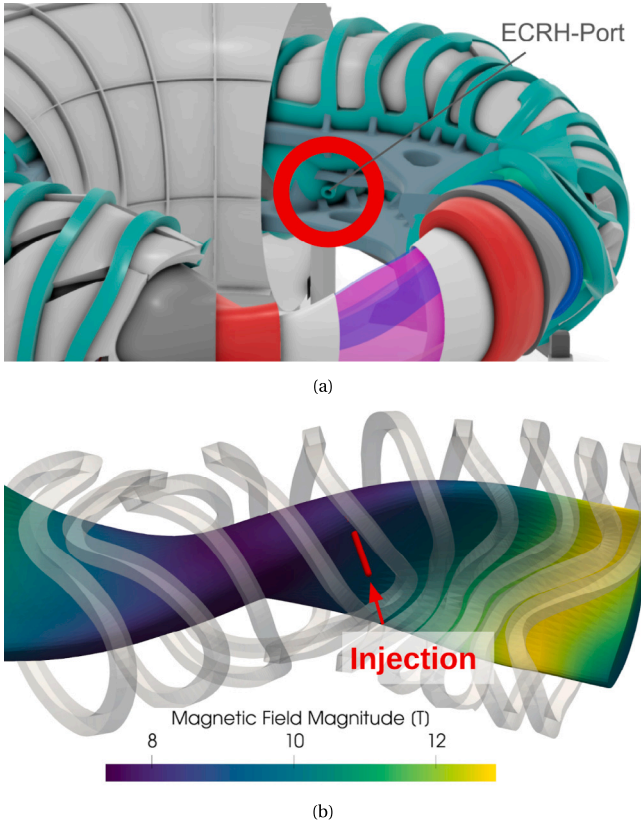 ECRH-Port
(a)
Injection
Magnetic Field Magnitude (T)
8 10 12
(b)